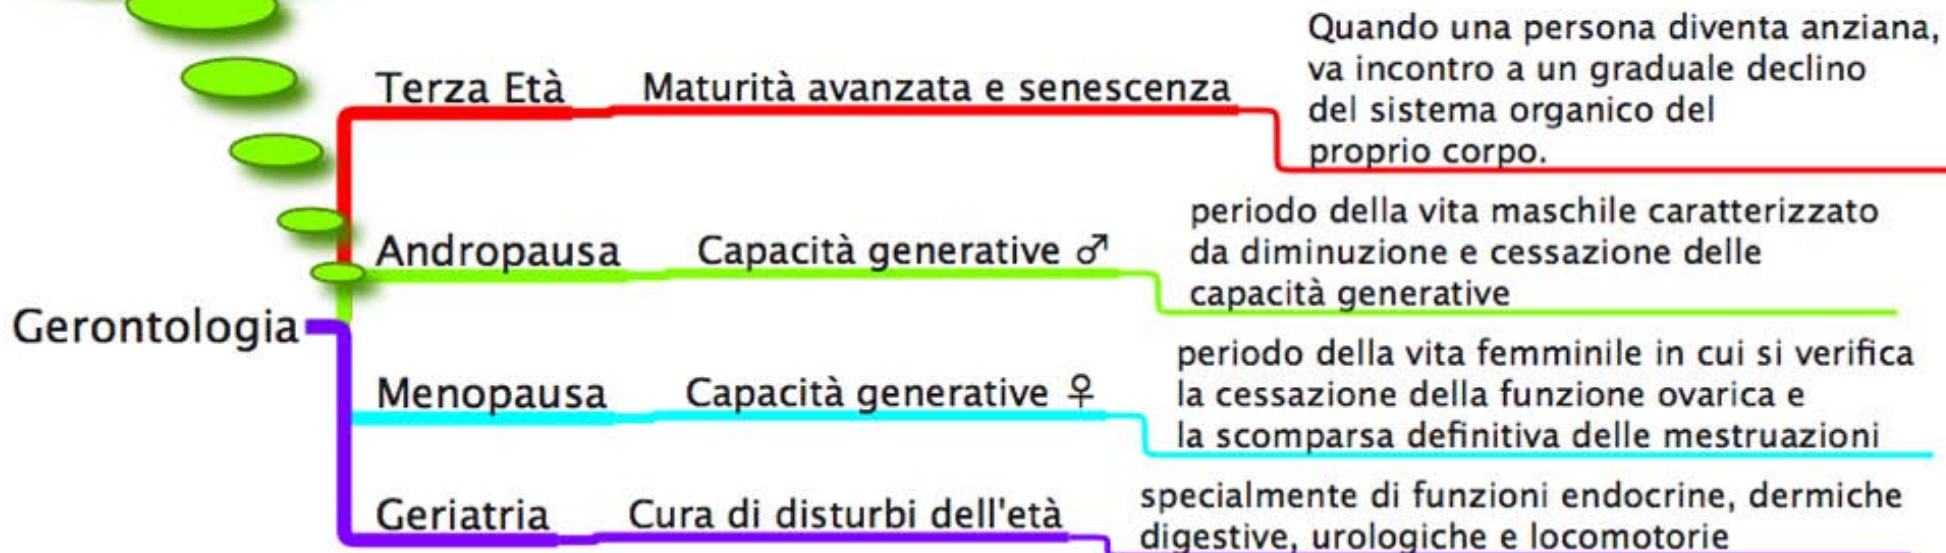 Gerontologia
Terza Età
Maturità avanzata e senescenza
Quando una persona diventa anziana,
va incontro a un graduale declino
del sistema organico del
proprio corpo.
Andropausa
Capacità generative ♂
periodo della vita maschile caratterizzato
da diminuzione e cessazione delle
capacità generative
Menopausa
Capacità generative ♀
periodo della vita femminile in cui si verifica
la cessazione della funzione ovarica e
la scomparsa definitiva delle mestruazioni
Geriatria
Cura di disturbi dell'età
specialmente di funzioni endocrine, dermiche
digestive, urologiche e locomotorie